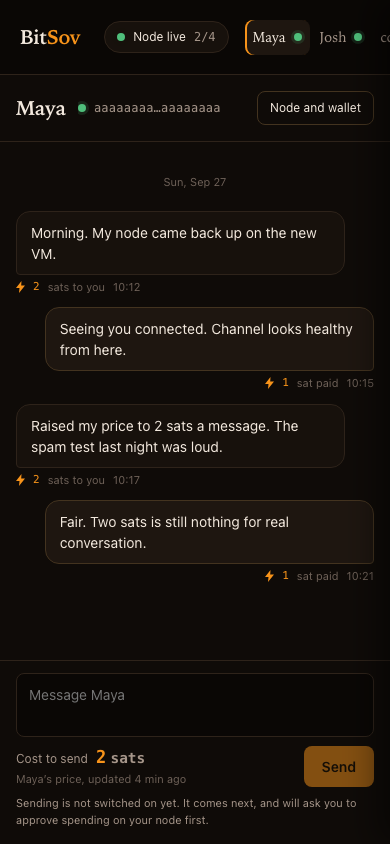 BitSov
Node live 2/4
Maya
Josh
Maya
aaaaaaaa…aaaaaaaa
Node and wallet
Sun, Sep 27
Morning. My node came back up on the new
VM.
2 sats to you 10:12
Seeing you connected. Channel looks healthy
from here.
1 sat paid 10:15
Raised my price to 2 sats a message. The
spam test last night was loud.
2 sats to you 10:17
Fair. Two sats is still nothing for real
conversation.
1 sat paid 10:21
Message Maya
Cost to send 2 sats
Maya's price, updated 4 min ago
Send
Sending is not switched on yet. It comes next, and will ask you to
approve spending on your node first.